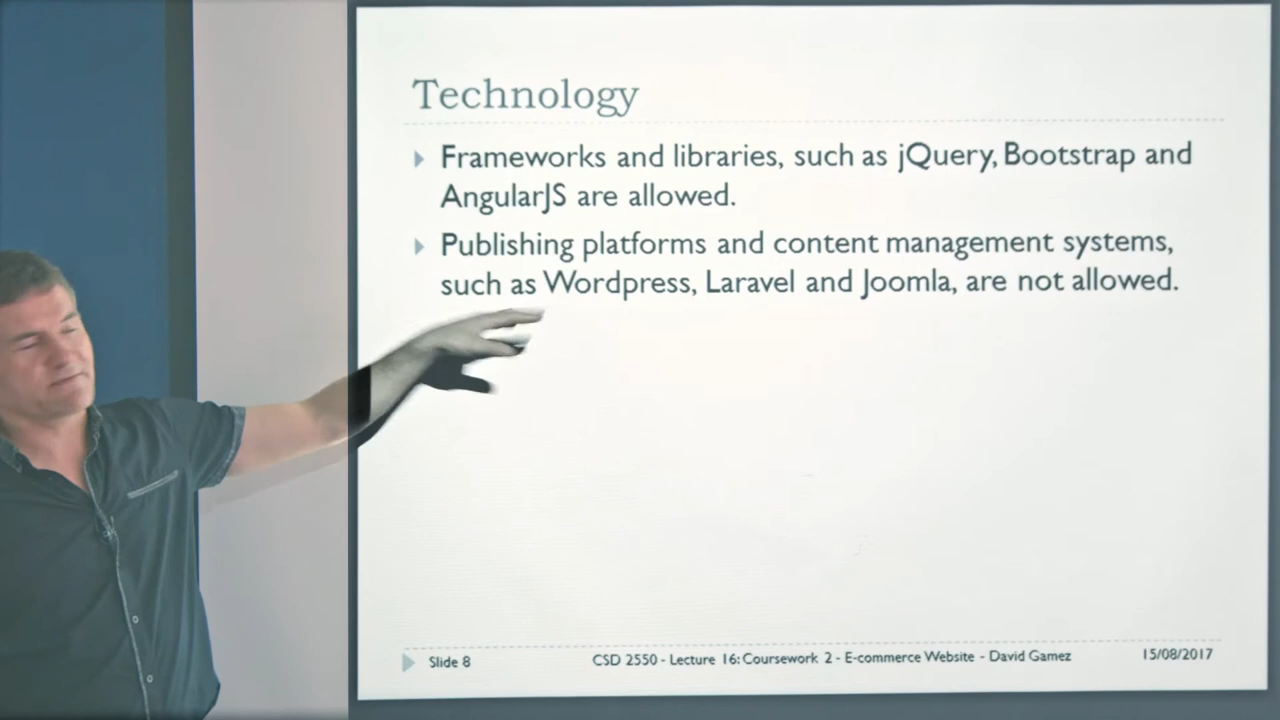 Technology
Frameworks and libraries, such as jQuery, Bootstrap and
AngularJS are allowed.
Publishing platforms and content management systems,
such as Wordpress, Laravel and Joomla, are not allowed.
Slide 8
CSD 2550 - Lecture 16: Coursework 2 - E-commerce Website - David Gamez
15/08/2017